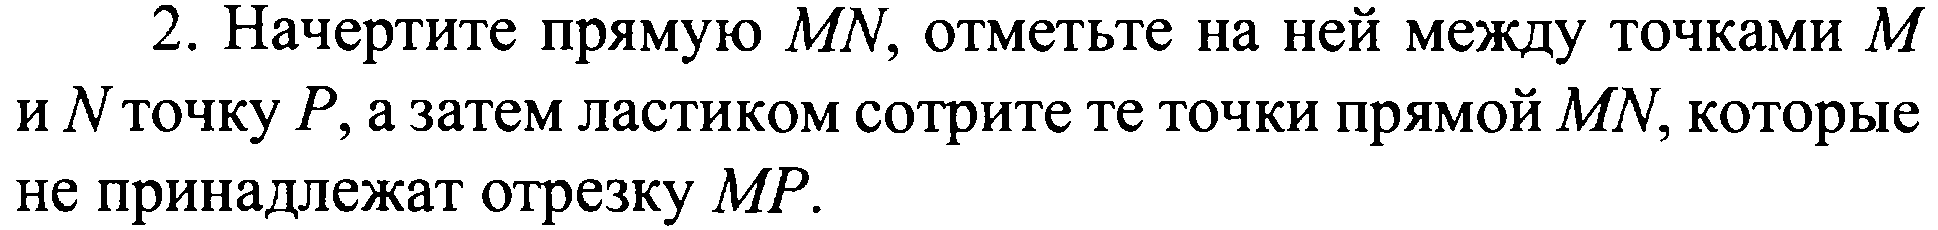 2. Начертите прямую MN, отметьте на ней между точками M
и N точку P, а затем ластиком сотрите те точки прямой MN, которые
не принадлежат отрезку MP.